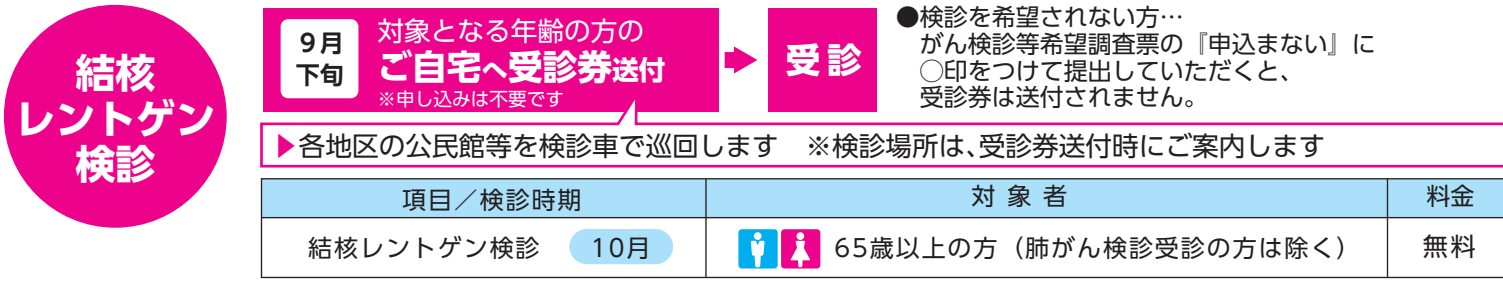 結核
レントゲン
検診
9月
下旬
対象となる年齢の方の
ご自宅へ受診券送付
※申し込みは不要です
受診
●検診を希望されない方…
がん検診等希望調査票の『申込まない』に
○印をつけて提出していただくと、
受診券は送付されません。
▶各地区の公民館等を検診車で巡回します ※検診場所は、受診券送付時にご案内します
項目／検診時期 対象者 料金
結核レントゲン検診 10月 65歳以上の方（肺がん検診受診の方は除く） 無料